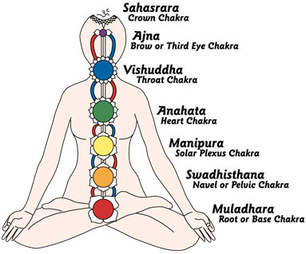 Sahasrara
Crown Chakra
Ajna
Brow or Third Eye Chakra
Vishuddha
Throat Chakra
Anahata
Heart Chakra
Manipura
Solar Plexus Chakra
Swadhisthana
Navel or Pelvic Chakra
Muladhara
Root or Base Chakra